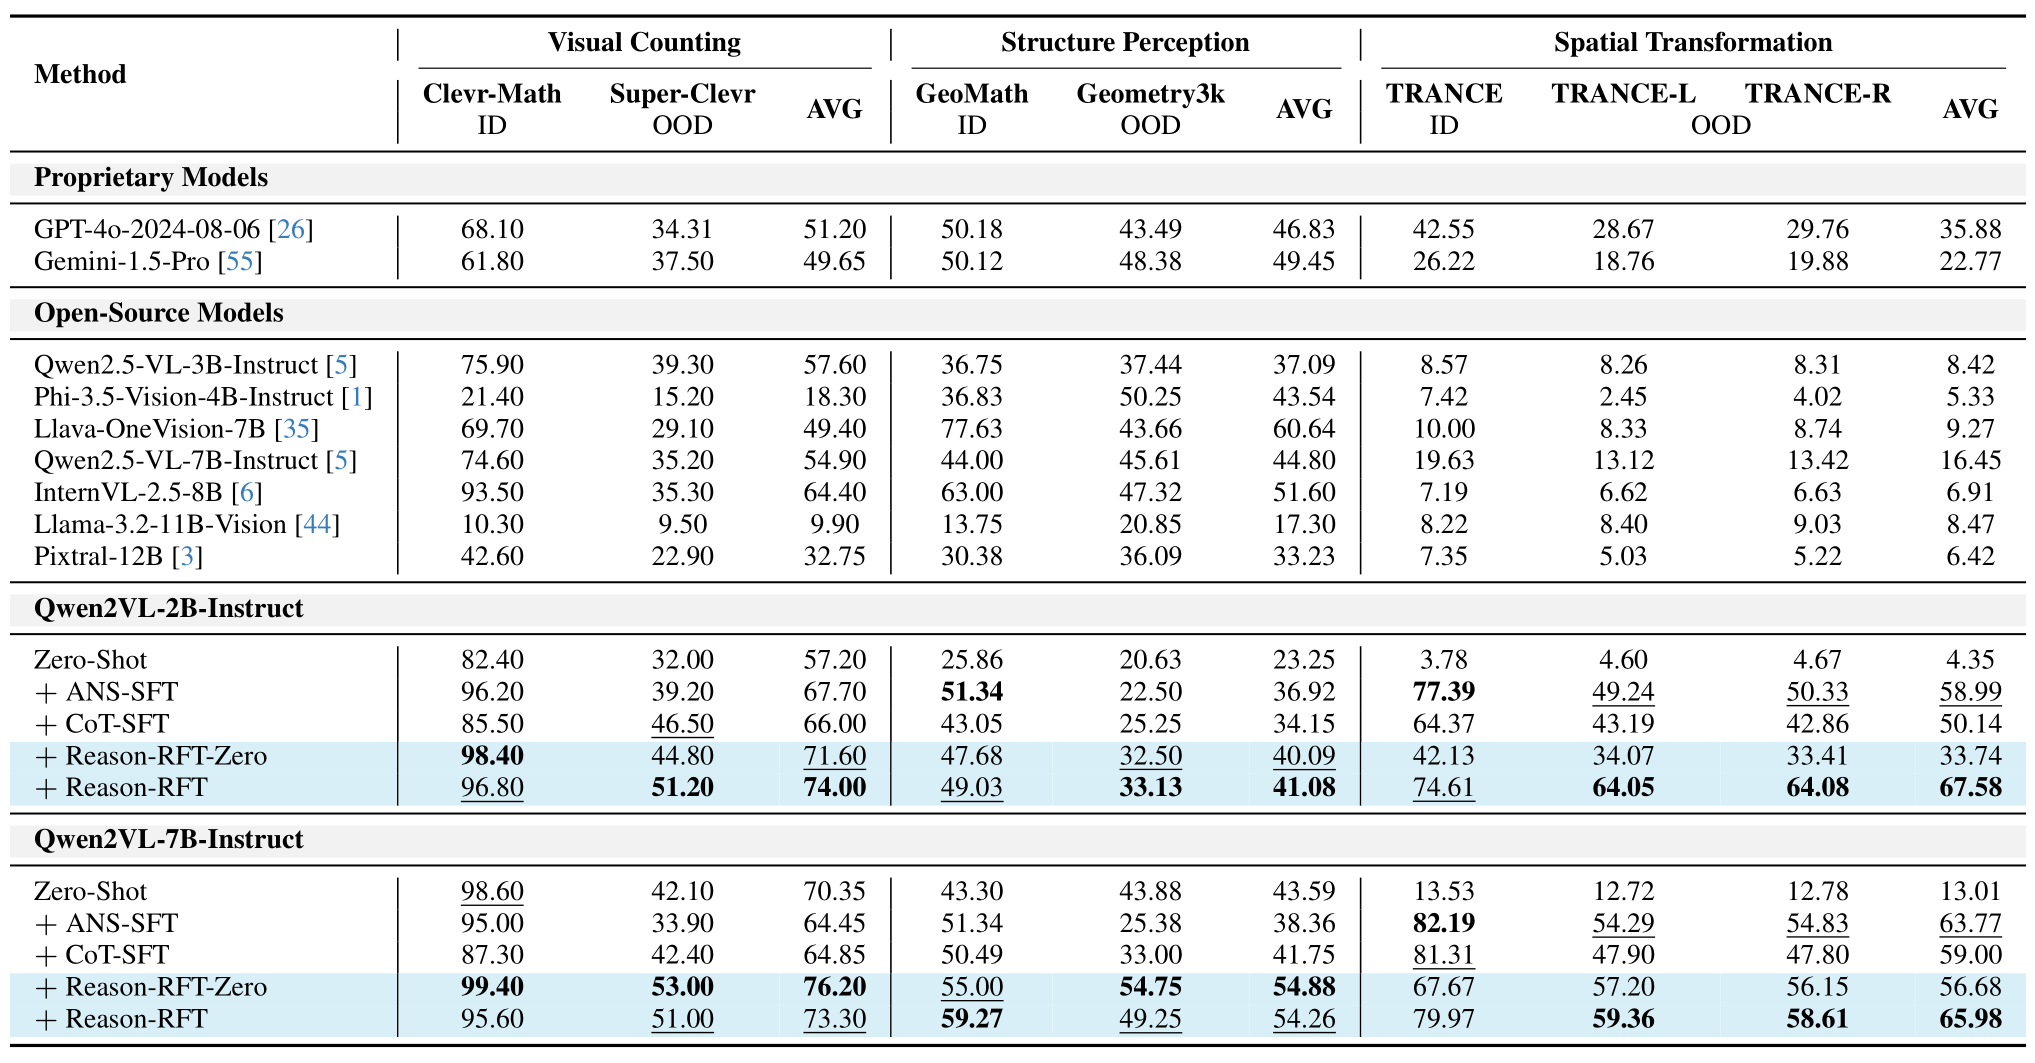 Method Visual Counting Structure Perception Spatial Transformation
Clevr-Math Super-Clevr AVG GeoMath Geometry3k AVG TRANCE TRANCE-L TRANCE-R AVG
ID OOD ID OOD ID OOD
Proprietary Models
GPT-4o-2024-08-06 [26] 68.10 34.31 51.20 50.18 43.49 46.83 42.55 28.67 29.76 35.88
Gemini-1.5-Pro [55] 61.80 37.50 49.65 50.12 48.38 49.45 26.22 18.76 19.88 22.77
Open-Source Models
Qwen2.5-VL-3B-Instruct [5] 75.90 39.30 57.60 36.75 37.44 37.09 8.57 8.26 8.31 8.42
Phi-3.5-Vision-4B-Instruct [1] 21.40 15.20 18.30 36.83 50.25 43.54 7.42 2.45 4.02 5.33
Llava-OneVision-7B [35] 69.70 29.10 49.40 77.63 43.66 60.64 10.00 8.33 8.74 9.27
Qwen2.5-VL-7B-Instruct [5] 74.60 35.20 54.90 44.00 45.61 44.80 19.63 13.12 13.42 16.45
InternVL-2.5-8B [6] 93.50 35.30 64.40 63.00 47.32 51.60 7.19 6.62 6.63 6.91
Llama-3.2-11B-Vision [44] 10.30 9.50 9.90 13.75 20.85 17.30 8.22 8.40 9.03 8.47
Pixtral-12B [3] 42.60 22.90 32.75 30.38 36.09 33.23 7.35 5.03 5.22 6.42
Qwen2VL-2B-Instruct
Zero-Shot 82.40 32.00 57.20 25.86 20.63 23.25 3.78 4.60 4.67 4.35
+ ANS-SFT 96.20 39.20 67.70 51.34 22.50 36.92 77.39 49.24 50.33 58.99
+ CoT-SFT 85.50 46.50 66.00 43.05 25.25 34.15 64.37 43.19 42.86 50.14
+ Reason-RFT-Zero 98.40 44.80 71.60 47.68 32.50 40.09 42.13 34.07 33.41 33.74
+ Reason-RFT 96.80 51.20 74.00 49.03 33.13 41.08 74.61 64.05 64.08 67.58
Qwen2VL-7B-Instruct
Zero-Shot 98.60 42.10 70.35 43.30 43.88 43.59 13.53 12.72 12.78 13.01
+ ANS-SFT 95.00 33.90 64.45 51.34 25.38 38.36 82.19 54.29 54.83 63.77
+ CoT-SFT 87.30 42.40 64.85 50.49 33.00 41.75 81.31 47.90 47.80 59.00
+ Reason-RFT-Zero 99.40 53.00 76.20 55.00 54.75 54.88 67.67 57.20 56.15 56.68
+ Reason-RFT 95.60 51.00 73.30 59.27 49.25 54.26 79.97 59.36 58.61 65.98